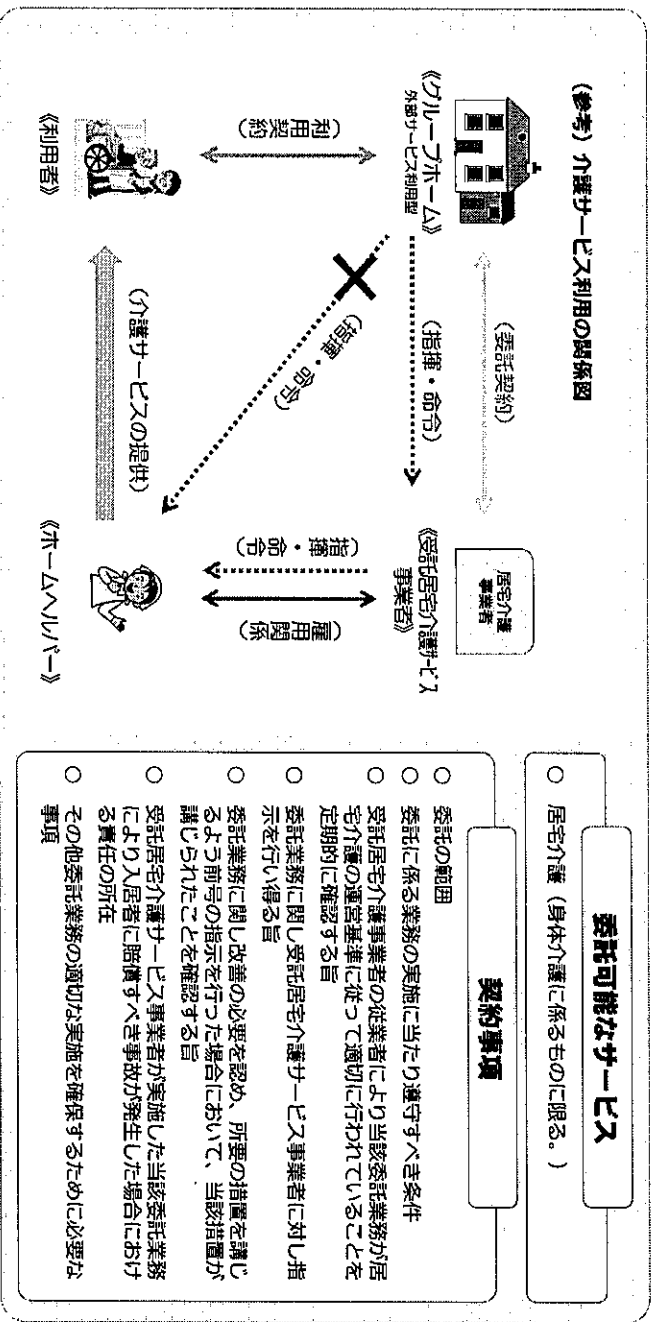 (参考) 介護サービス利用の関係図
《グループホーム》
外部サービス利用型
(委託契約)
居宅介護
事業者
《受託居宅介護サービス
事業者》
(指揮・命令)
(利用契約)
(指揮・命令)
(指揮・命令)
(雇用関係)
《利用者》
(介護サービスの提供)
《ホームヘルパー》
委託可能なサービス
○ 居宅介護(身体介護に係るものに限る。)
契約事項
○ 委託の範囲
○ 委託に係る業務の実施に当たり遵守すべき条件
○ 受託居宅介護事業者の従業者により当該委託業務が居
宅介護の運営基準に従って適切に行われていることを
定期的に確認する旨
○ 委託業務に関し受託居宅介護サービス事業者に対し指
示を行い得る旨
○ 委託業務に関し改善の必要を認め、所要の措置を講じ
るよう前号の指示を行った場合において、当該措置が
講じられたことを確認する旨
○ 受託居宅介護サービス事業者が実施した当該委託業務
により入居者に賠償すべき事故が発生した場合におけ
る責任の所在
○ その他委託業務の適切な実施を確保するために必要な
事項